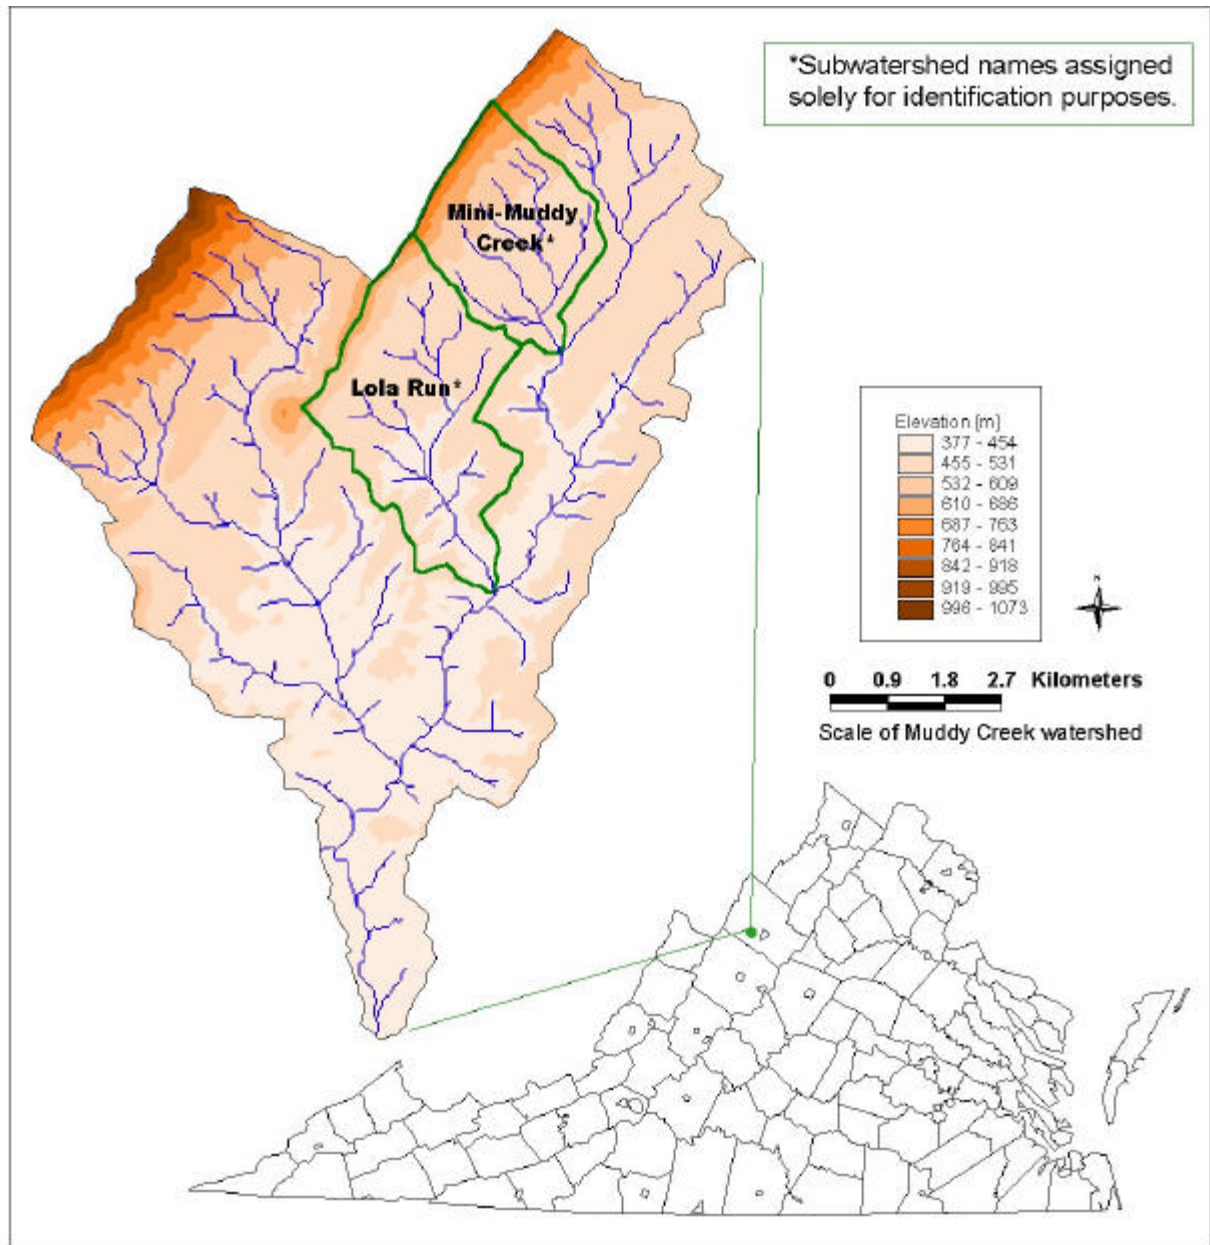 *Subwatershed names assigned
solely for identification purposes.
Mini-Muddy
Creek*
Lola Run*
Elevation [m]
377 - 454
455 - 531
532 - 609
610 - 686
687 - 763
764 - 841
842 - 918
919 - 995
996 - 1073
N
0 0.9 1.8 2.7 Kilometers
Scale of Muddy Creek watershed